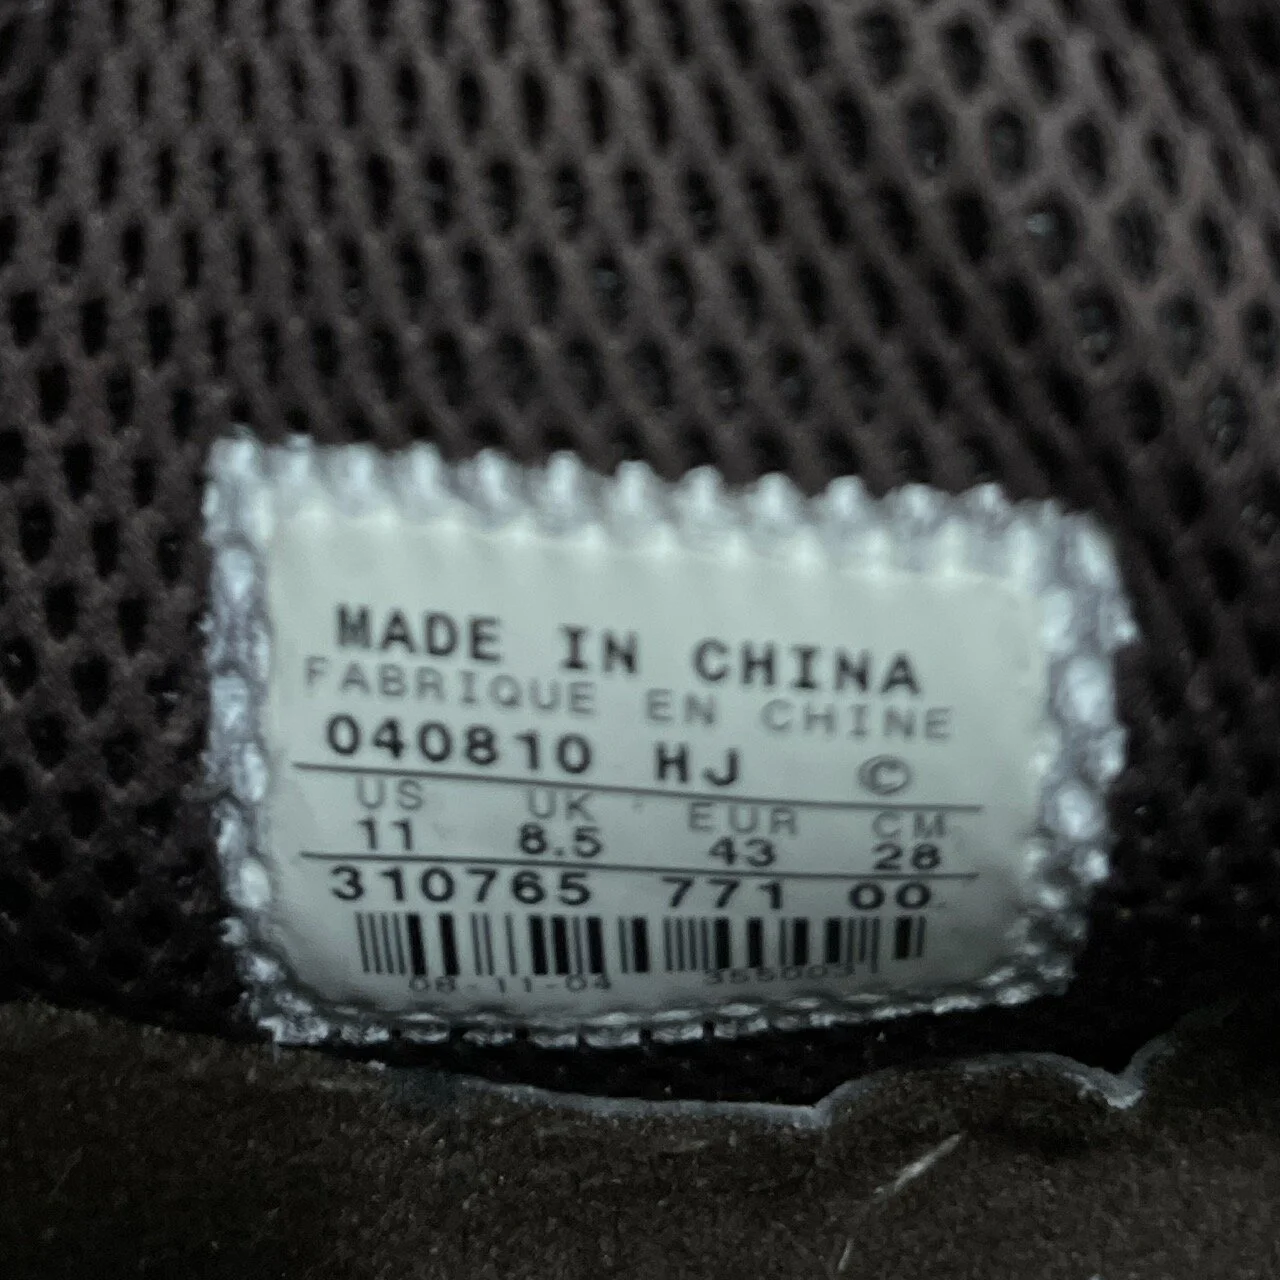 MADE IN CHINA
FABRIQUE EN CHINE
040810 HJ ©
US UK EUR CM
11 8.5 43 28
310765 771 00
08-11-04 355003